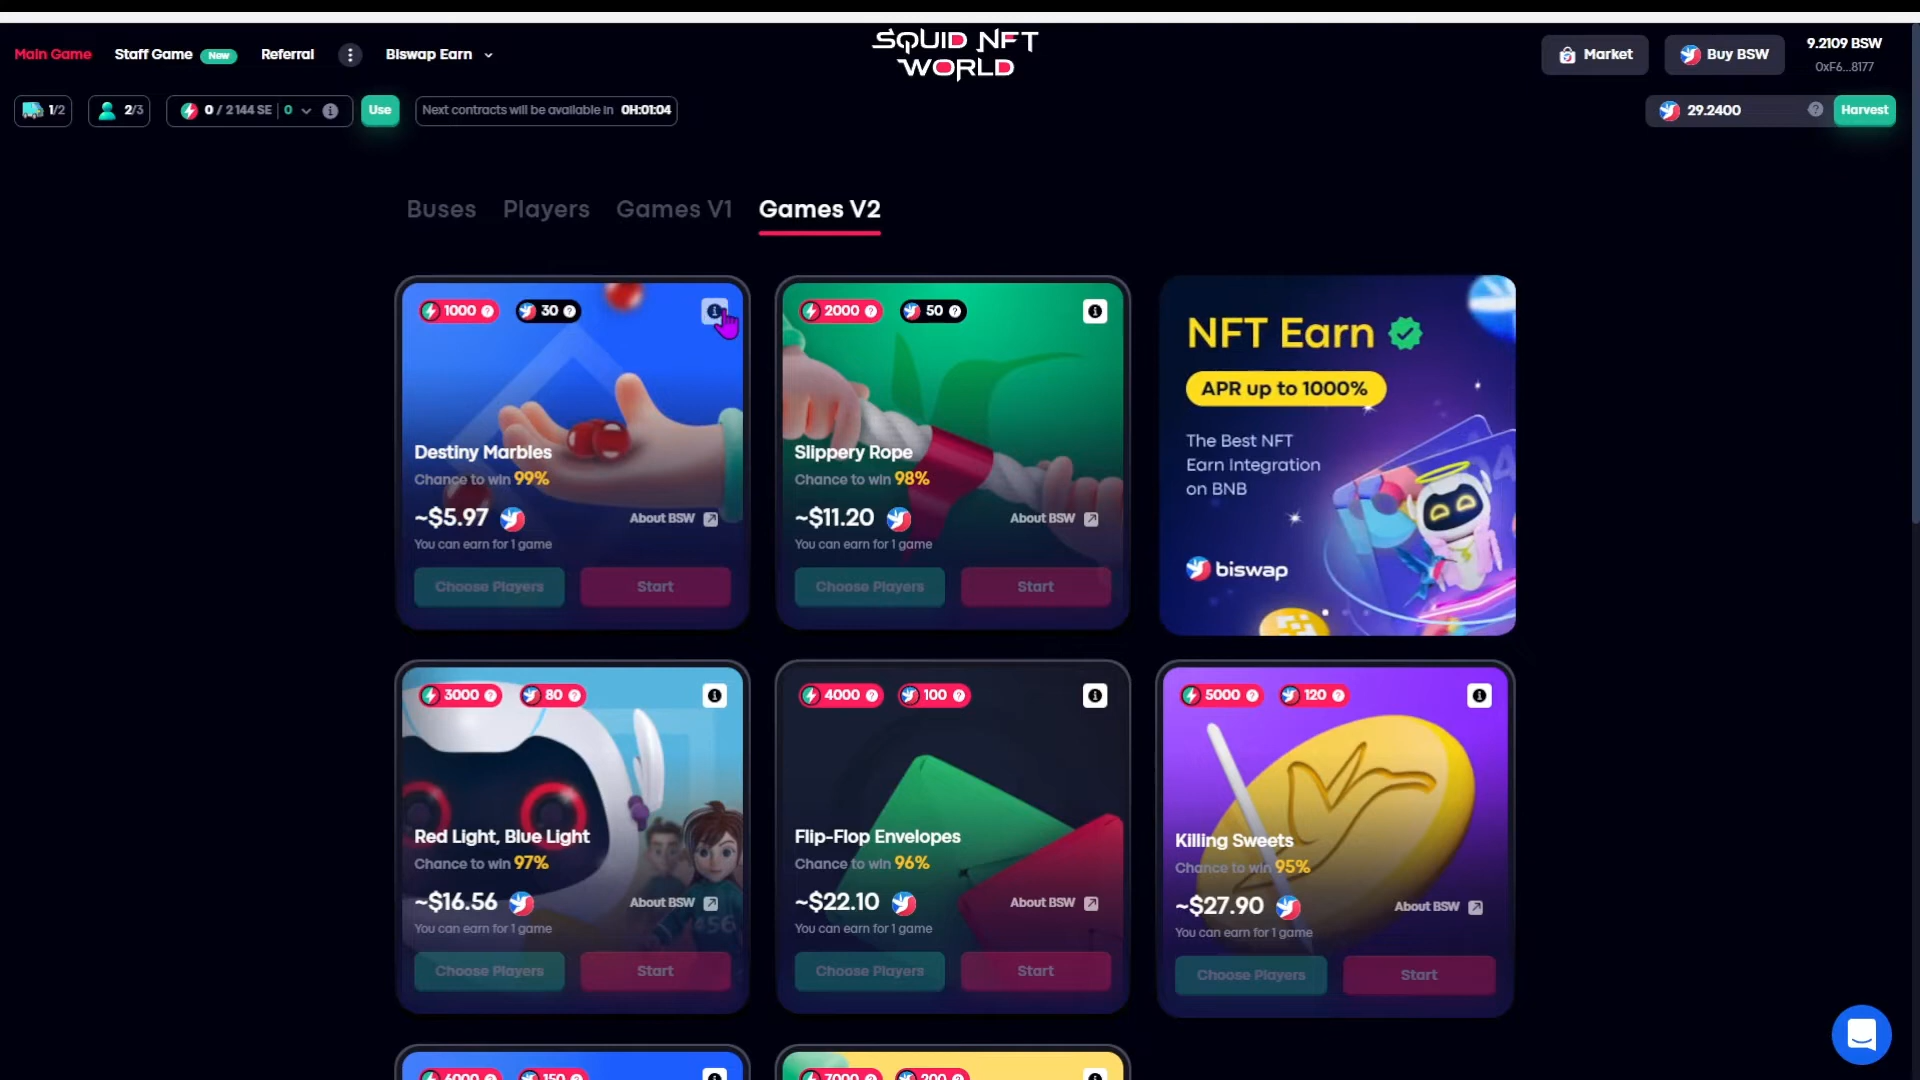 Main Game
Staff Game New
Referral
Biswap Earn
SQUID NFT
WORLD
Market
Buy BSW
9.2109 BSW
0xF6...8177
1/2
2/3
0 / 2144 SE | 0
Use
Next contracts will be available in 0H:01:04
29.2400
Harvest
Buses
Players
Games V1
Games V2
1000
30
Destiny Marbles
Chance to win 99%
~$5.97
About BSW
You can earn for 1 game
Choose Players
Start
2000
50
Slippery Rope
Chance to win 98%
~$11.20
About BSW
You can earn for 1 game
Choose Players
Start
NFT Earn
APR up to 1000%
The Best NFT
Earn Integration
on BNB
biswap
3000
80
Red Light, Blue Light
Chance to win 97%
~$16.56
About BSW
You can earn for 1 game
Choose Players
Start
456
4000
100
Flip-Flop Envelopes
Chance to win 96%
~$22.10
About BSW
You can earn for 1 game
Choose Players
Start
5000
120
Killing Sweets
Chance to win 95%
~$27.90
About BSW
You can earn for 1 game
Choose Players
Start
6000
150
7000
200